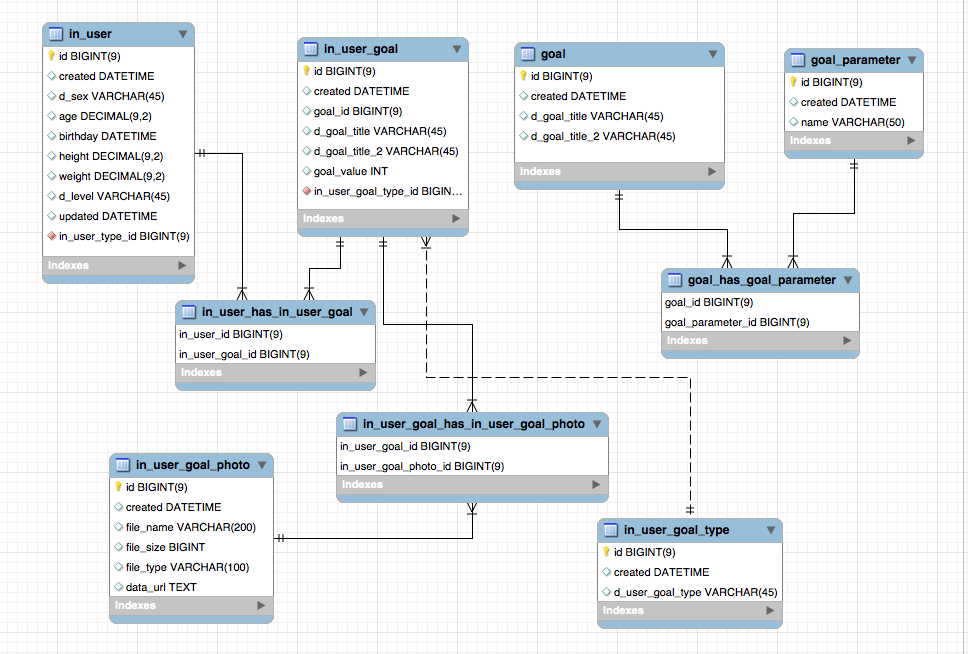 in_user
id BIGINT(9)
created DATETIME
d_sex VARCHAR(45)
age DECIMAL(9,2)
birthday DATETIME
height DECIMAL(9,2)
weight DECIMAL(9,2)
d_level VARCHAR(45)
updated DATETIME
in_user_type_id BIGINT(9)
Indexes
in_user_goal
id BIGINT(9)
created DATETIME
goal_id BIGINT(9)
d_goal_title VARCHAR(45)
d_goal_title_2 VARCHAR(45)
goal_value INT
in_user_goal_type_id BIGIN...
Indexes
goal
id BIGINT(9)
created DATETIME
d_goal_title VARCHAR(45)
d_goal_title_2 VARCHAR(45)
Indexes
goal_parameter
id BIGINT(9)
created DATETIME
name VARCHAR(50)
Indexes
in_user_has_in_user_goal
in_user_id BIGINT(9)
in_user_goal_id BIGINT(9)
Indexes
goal_has_goal_parameter
goal_id BIGINT(9)
goal_parameter_id BIGINT(9)
Indexes
in_user_goal_has_in_user_goal_photo
in_user_goal_id BIGINT(9)
in_user_goal_photo_id BIGINT(9)
Indexes
in_user_goal_photo
id BIGINT(9)
created DATETIME
file_name VARCHAR(200)
file_size BIGINT
file_type VARCHAR(100)
data_url TEXT
Indexes
in_user_goal_type
id BIGINT(9)
created DATETIME
d_user_goal_type VARCHAR(45)
Indexes